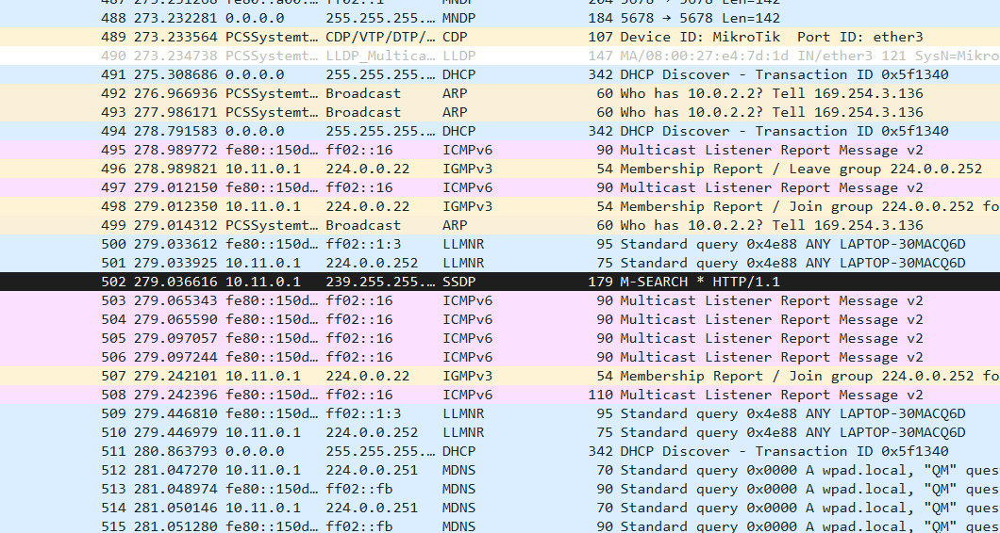 488 273.232281 0.0.0.0 255.255.255.… MNDP 184 5678 → 5678 Len=142
489 273.233564 PCSSystemt… CDP/VTP/DTP/… CDP 107 Device ID: MikroTik  Port ID: ether3
490 273.234738 PCSSystemt… LLDP_Multica… LLDP 147 MA/08:00:27:e4:7d:1d IN/ether3 121 SysN=Mikro
491 275.308686 0.0.0.0 255.255.255.… DHCP 342 DHCP Discover - Transaction ID 0x5f1340
492 276.966936 PCSSystemt… Broadcast ARP 60 Who has 10.0.2.2? Tell 169.254.3.136
493 277.986171 PCSSystemt… Broadcast ARP 60 Who has 10.0.2.2? Tell 169.254.3.136
494 278.791583 0.0.0.0 255.255.255.… DHCP 342 DHCP Discover - Transaction ID 0x5f1340
495 278.989772 fe80::150d… ff02::16 ICMPv6 90 Multicast Listener Report Message v2
496 278.989821 10.11.0.1 224.0.0.22 IGMPv3 54 Membership Report / Leave group 224.0.0.252
497 279.012150 fe80::150d… ff02::16 ICMPv6 90 Multicast Listener Report Message v2
498 279.012350 10.11.0.1 224.0.0.22 IGMPv3 54 Membership Report / Join group 224.0.0.252 fo
499 279.014312 PCSSystemt… Broadcast ARP 60 Who has 10.0.2.2? Tell 169.254.3.136
500 279.033612 fe80::150d… ff02::1:3 LLMNR 95 Standard query 0x4e88 ANY LAPTOP-30MACQ6D
501 279.033925 10.11.0.1 224.0.0.252 LLMNR 75 Standard query 0x4e88 ANY LAPTOP-30MACQ6D
502 279.036616 10.11.0.1 239.255.255.… SSDP 179 M-SEARCH * HTTP/1.1
503 279.065343 fe80::150d… ff02::16 ICMPv6 90 Multicast Listener Report Message v2
504 279.065590 fe80::150d… ff02::16 ICMPv6 90 Multicast Listener Report Message v2
505 279.097057 fe80::150d… ff02::16 ICMPv6 90 Multicast Listener Report Message v2
506 279.097244 fe80::150d… ff02::16 ICMPv6 90 Multicast Listener Report Message v2
507 279.242101 10.11.0.1 224.0.0.22 IGMPv3 54 Membership Report / Join group 224.0.0.252 fo
508 279.242396 fe80::150d… ff02::16 ICMPv6 110 Multicast Listener Report Message v2
509 279.446810 fe80::150d… ff02::1:3 LLMNR 95 Standard query 0x4e88 ANY LAPTOP-30MACQ6D
510 279.446979 10.11.0.1 224.0.0.252 LLMNR 75 Standard query 0x4e88 ANY LAPTOP-30MACQ6D
511 280.863793 0.0.0.0 255.255.255.… DHCP 342 DHCP Discover - Transaction ID 0x5f1340
512 281.047270 10.11.0.1 224.0.0.251 MDNS 70 Standard query 0x0000 A wpad.local, "QM" ques
513 281.048974 fe80::150d… ff02::fb MDNS 90 Standard query 0x0000 A wpad.local, "QM" ques
514 281.050146 10.11.0.1 224.0.0.251 MDNS 70 Standard query 0x0000 A wpad.local, "QM" ques
515 281.051280 fe80::150d… ff02::fb MDNS 90 Standard query 0x0000 A wpad.local, "QM" ques